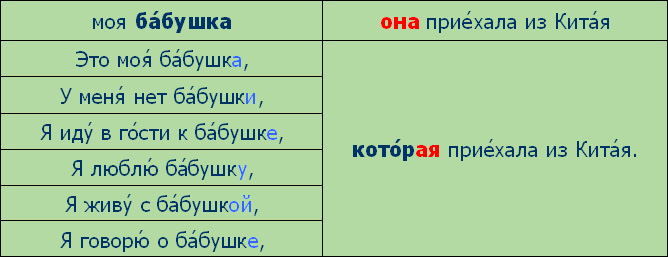 моя ба́бушка
она прие́хала из Кита́я
Это моя́ ба́бушка,
У меня́ нет ба́бушки,
Я иду́ в го́сти к ба́бушке,
Я люблю́ ба́бушку,
Я живу́ с ба́бушкой,
Я говорю́ о ба́бушке,
кото́рая прие́хала из Кита́я.